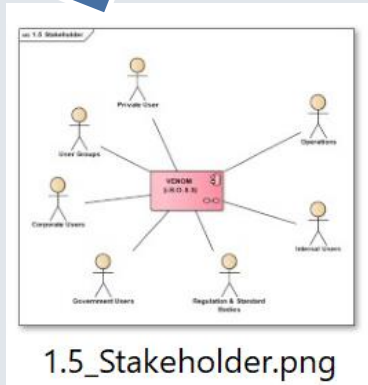 uc 1.5 Stakeholder
Private User
User Groups
Operations
VENOM
Corporate Users
Internal Users
Government Users
Regulation & Standard
Bodies
1.5_Stakeholder.png